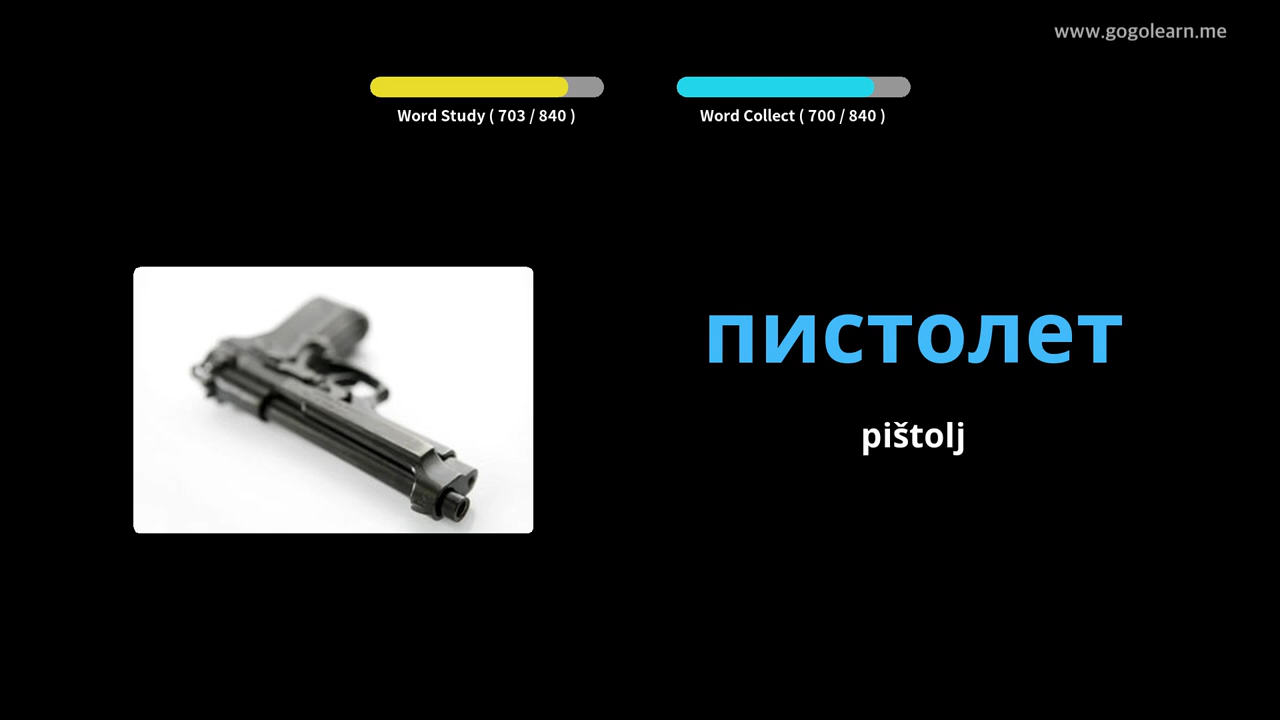 www.gogolearn.me
Word Study ( 703 / 840 )
Word Collect ( 700 / 840 )
пистолет
pištolj